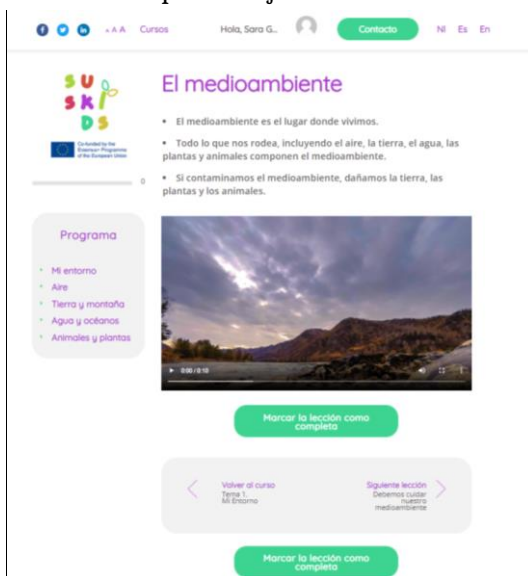 A A A Cursos Hola, Sara G... Contacto Nl Es En
SUSKIDS
Co-funded by the
Erasmus+ Programme
of the European Union
0
Programa
Mi entorno
Aire
Tierra y montaña
Agua y océanos
Animales y plantas
El medioambiente
El medioambiente es el lugar donde vivimos.
Todo lo que nos rodea, incluyendo el aire, la tierra, el agua, las
plantas y animales componen el medioambiente.
Si contaminamos el medioambiente, dañamos la tierra, las
plantas y los animales.
0:00 / 0:10
Marcar la lección como
completa
Volver al curso
Tema 1.
Mi Entorno
Siguiente lección
Debemos cuidar
nuestro
medioambiente
Marcar la lección como
completa